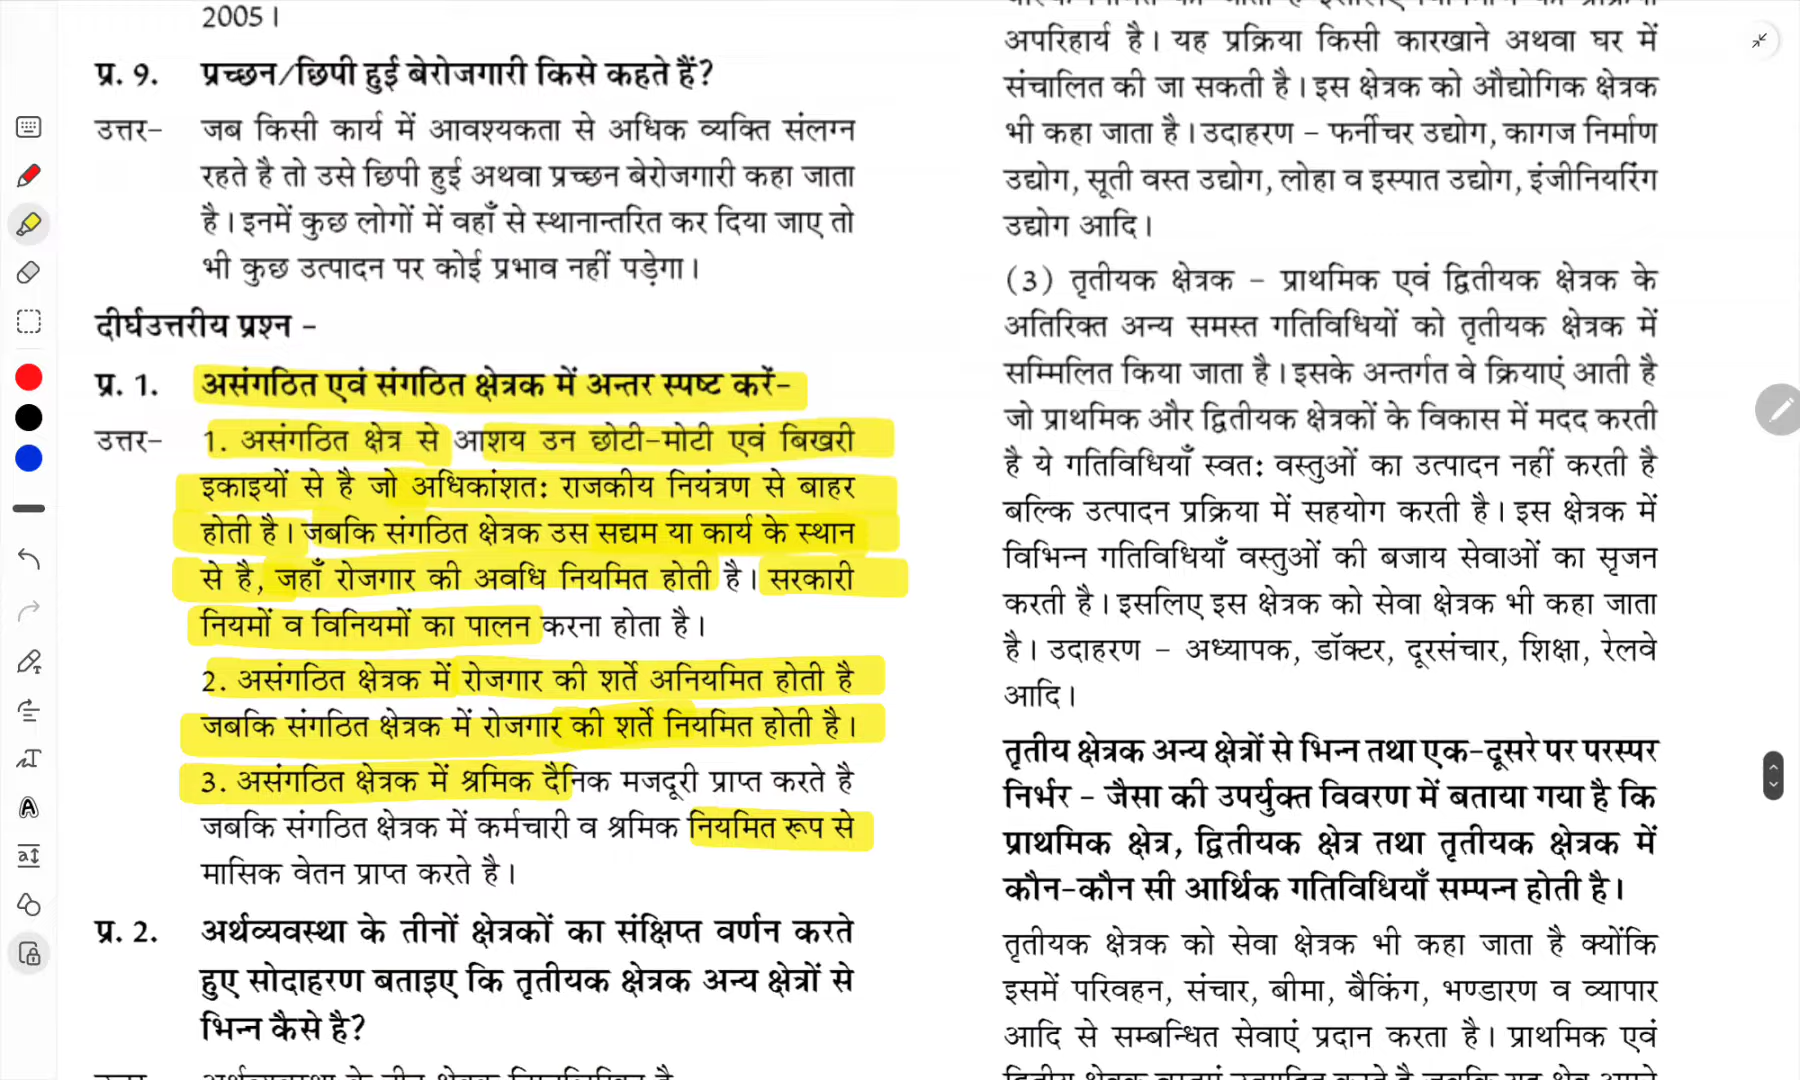 2005।
प्र. 9. प्रच्छन/छिपी हुई बेरोजगारी किसे कहते हैं?
उत्तर– जब किसी कार्य में आवश्यकता से अधिक व्यक्ति संलग्न
रहते है तो उसे छिपी हुई अथवा प्रच्छन बेरोजगारी कहा जाता
है। इनमें कुछ लोगों में वहाँ से स्थानान्तरित कर दिया जाए तो
भी कुछ उत्पादन पर कोई प्रभाव नहीं पड़ेगा।
दीर्घउत्तरीय प्रश्न –
प्र. 1. असंगठित एवं संगठित क्षेत्रक में अन्तर स्पष्ट करें–
उत्तर– 1. असंगठित क्षेत्र से आशय उन छोटी-मोटी एवं बिखरी
इकाइयों से है जो अधिकांशत: राजकीय नियंत्रण से बाहर
होती है। जबकि संगठित क्षेत्रक उस सद्यम या कार्य के स्थान
से है, जहाँ रोजगार की अवधि नियमित होती है। सरकारी
नियमों व विनियमों का पालन करना होता है।
2. असंगठित क्षेत्रक में रोजगार की शर्ते अनियमित होती है
जबकि संगठित क्षेत्रक में रोजगार की शर्ते नियमित होती है।
3. असंगठित क्षेत्रक में श्रमिक दैनिक मजदूरी प्राप्त करते है
जबकि संगठित क्षेत्रक में कर्मचारी व श्रमिक नियमित रूप से
मासिक वेतन प्राप्त करते है।
प्र. 2. अर्थव्यवस्था के तीनों क्षेत्रकों का संक्षिप्त वर्णन करते
हुए सोदाहरण बताइए कि तृतीयक क्षेत्रक अन्य क्षेत्रों से
भिन्न कैसे है?
अपरिहार्य है। यह प्रक्रिया किसी कारखाने अथवा घर में
संचालित की जा सकती है। इस क्षेत्रक को औद्योगिक क्षेत्रक
भी कहा जाता है। उदाहरण – फर्नीचर उद्योग, कागज निर्माण
उद्योग, सूती वस्त उद्योग, लोहा व इस्पात उद्योग, इंजीनियरिंग
उद्योग आदि।
(3) तृतीयक क्षेत्रक – प्राथमिक एवं द्वितीयक क्षेत्रक के
अतिरिक्त अन्य समस्त गतिविधियों को तृतीयक क्षेत्रक में
सम्मिलित किया जाता है। इसके अन्तर्गत वे क्रियाएं आती है
जो प्राथमिक और द्वितीयक क्षेत्रकों के विकास में मदद करती
है ये गतिविधियाँ स्वत: वस्तुओं का उत्पादन नहीं करती है
बल्कि उत्पादन प्रक्रिया में सहयोग करती है। इस क्षेत्रक में
विभिन्न गतिविधियाँ वस्तुओं की बजाय सेवाओं का सृजन
करती है। इसलिए इस क्षेत्रक को सेवा क्षेत्रक भी कहा जाता
है। उदाहरण – अध्यापक, डॉक्टर, दूरसंचार, शिक्षा, रेलवे
आदि।
तृतीय क्षेत्रक अन्य क्षेत्रों से भिन्न तथा एक-दूसरे पर परस्पर
निर्भर – जैसा की उपर्युक्त विवरण में बताया गया है कि
प्राथमिक क्षेत्र, द्वितीयक क्षेत्र तथा तृतीयक क्षेत्रक में
कौन-कौन सी आर्थिक गतिविधियाँ सम्पन्न होती है।
तृतीयक क्षेत्रक को सेवा क्षेत्रक भी कहा जाता है क्योंकि
इसमें परिवहन, संचार, बीमा, बैकिंग, भण्डारण व व्यापार
आदि से सम्बन्धित सेवाएं प्रदान करता है। प्राथमिक एवं